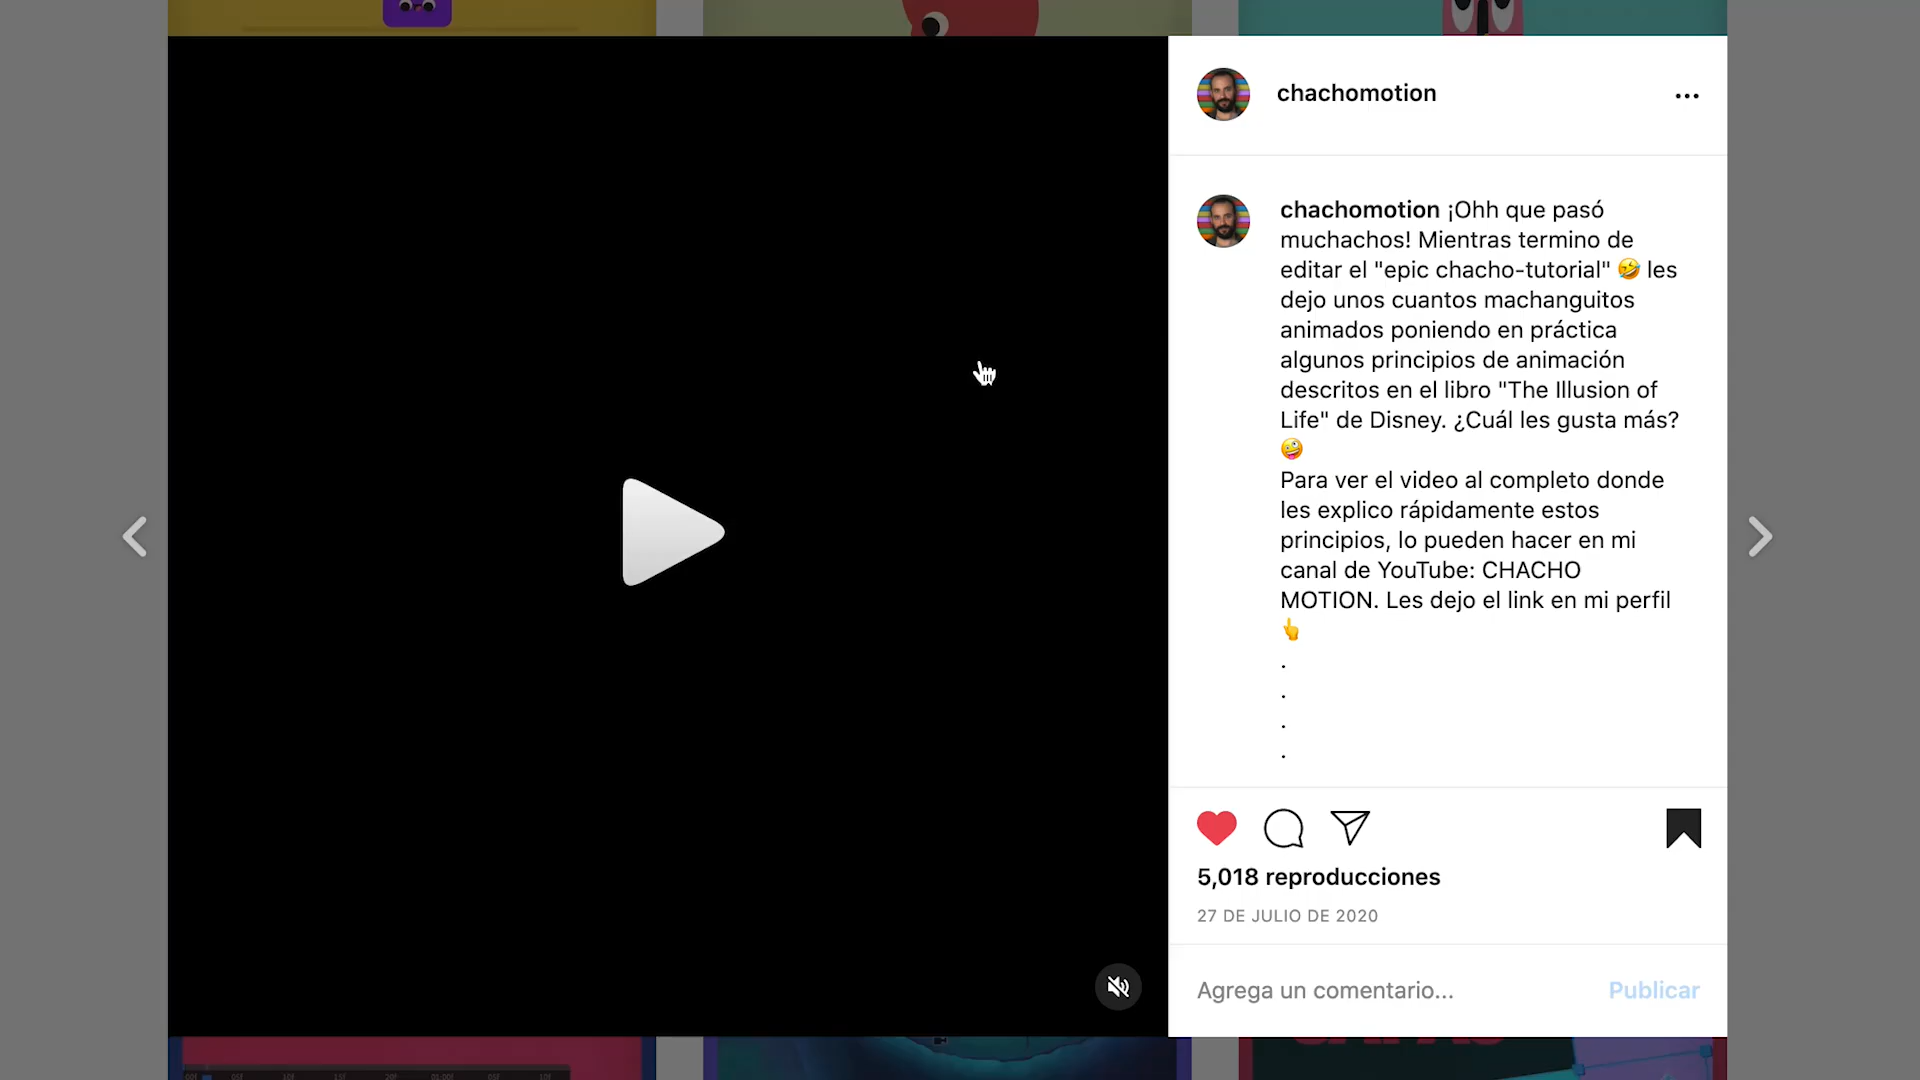 chachomotion
chachomotion ¡Ohh que pasó
muchachos! Mientras termino de
editar el "epic chacho-tutorial" 🤣 les
dejo unos cuantos machanguitos
animados poniendo en práctica
algunos principios de animación
descritos en el libro "The Illusion of
Life" de Disney. ¿Cuál les gusta más?
🤪
Para ver el video al completo donde
les explico rápidamente estos
principios, lo pueden hacer en mi
canal de YouTube: CHACHO
MOTION. Les dejo el link en mi perfil
👆
.
.
.
.
5,018 reproducciones
27 DE JULIO DE 2020
Agrega un comentario...
Publicar